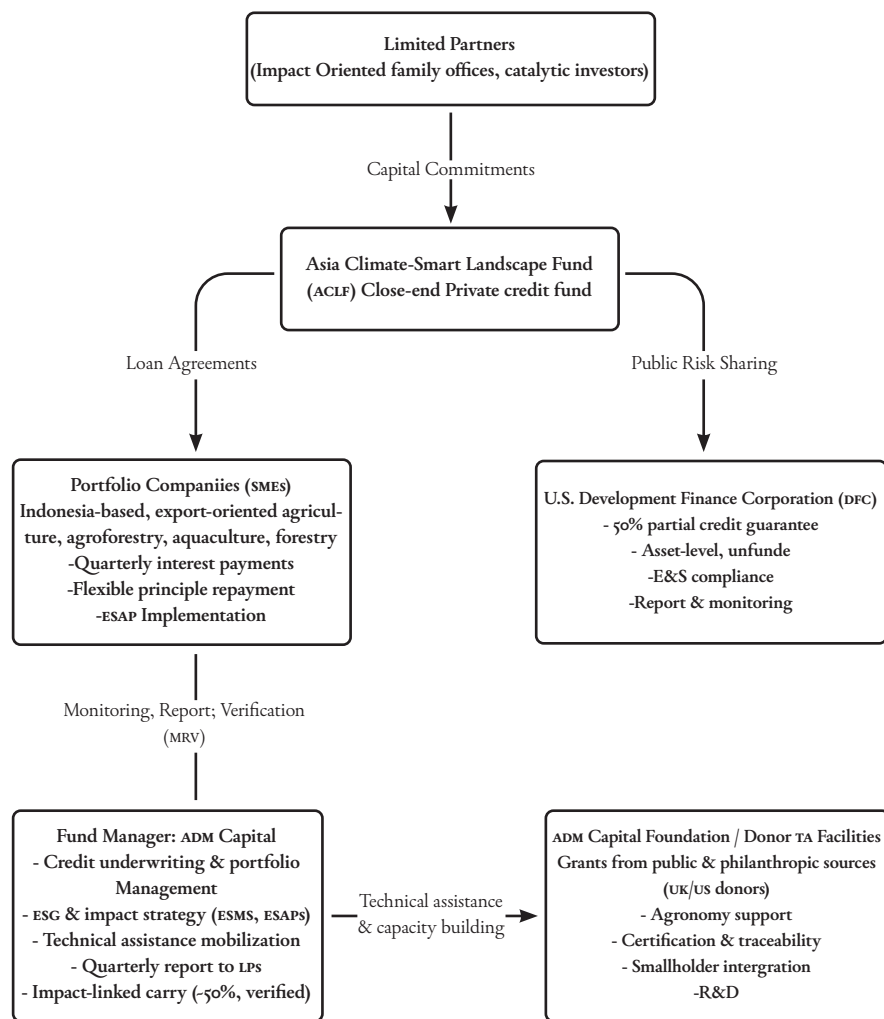 Limited Partners
(Impact Oriented family offices, catalytic investors)
Capital Commitments
Asia Climate-Smart Landscape Fund
(ACLF) Close-end Private credit fund
Loan Agreements
Public Risk Sharing
Portfolio Companiies (SMEs)
Indonesia-based, export-oriented agricul-
ture, agroforestry, aquaculture, forestry
-Quarterly interest payments
-Flexible principle repayment
-ESAP Implementation
U.S. Development Finance Corporation (DFC)
- 50% partial credit guarantee
- Asset-level, unfunde
-E&S compliance
-Report & monitoring
Monitoring, Report; Verification
(MRV)
Fund Manager: ADM Capital
- Credit underwriting & portfolio
Management
- ESG & impact strategy (ESMS, ESAPs)
- Technical assistance mobilization
- Quarterly report to LPs
- Impact-linked carry (~50%, verified)
Technical assistance
& capacity building
ADM Capital Foundation / Donor TA Facilities
Grants from public & philanthropic sources
(UK/US donors)
- Agronomy support
- Certification & traceability
- Smallholder intergration
-R&D